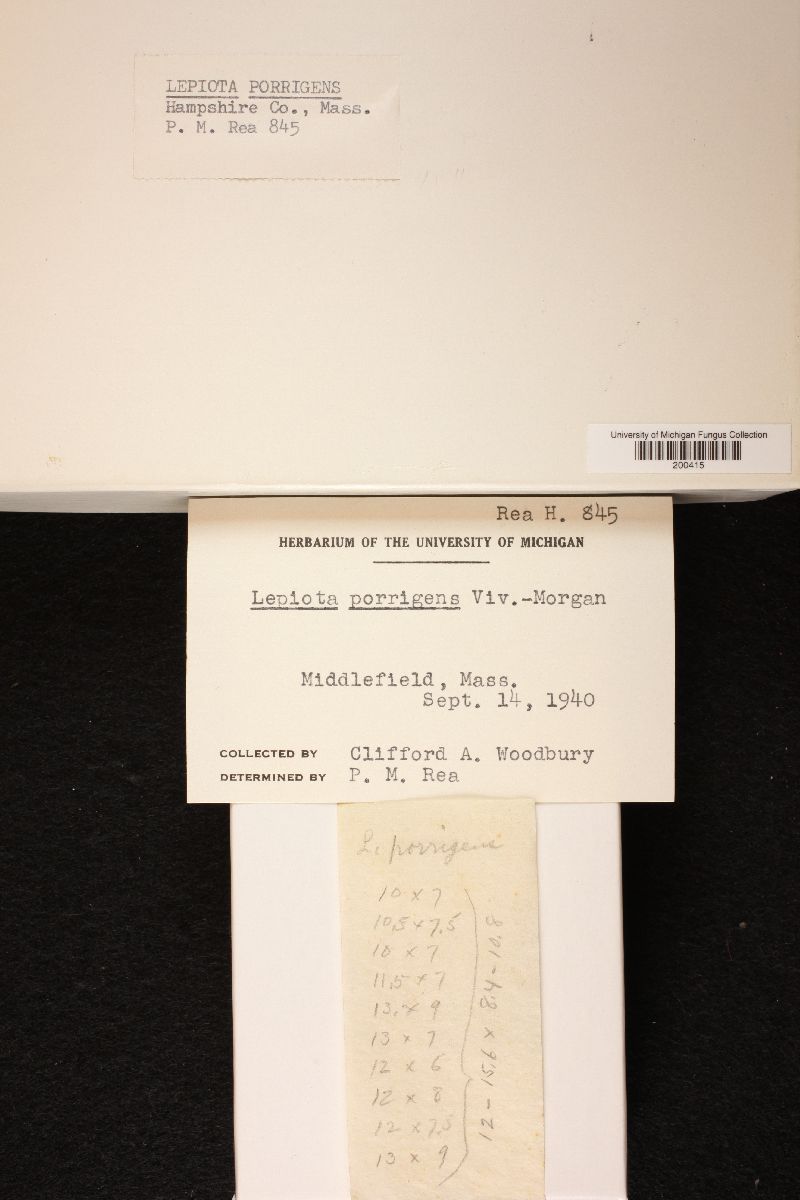 LEPIOTA PORRIGENS
Hampshire Co., Mass.
P. M. Rea 845
University of Michigan Fungus Collection
200415
Rea H. 845
HERBARIUM OF THE UNIVERSITY OF MICHIGAN
Lepiota porrigens Viv.-Morgan
Middlefield, Mass.
Sept. 14, 1940
COLLECTED BY Clifford A. Woodbury
DETERMINED BY P. M. Rea
L. porrigens
10 x 7
10.5 x 7.5
10 x 7
11.5 x 7
13. x 9
13 x 7
12 x 6
12 x 8
12 x 7.5
13 x 9
12 - 15.6 x 8.4 - 10.8